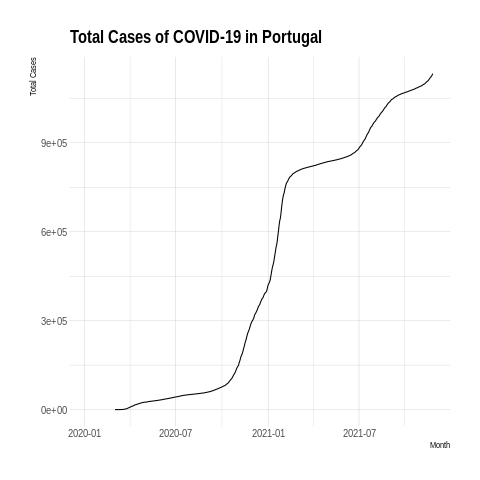 Total Cases of COVID-19 in Portugal
Total Cases
9e+05
6e+05
3e+05
0e+00
2020-01 2020-07 2021-01 2021-07
Month